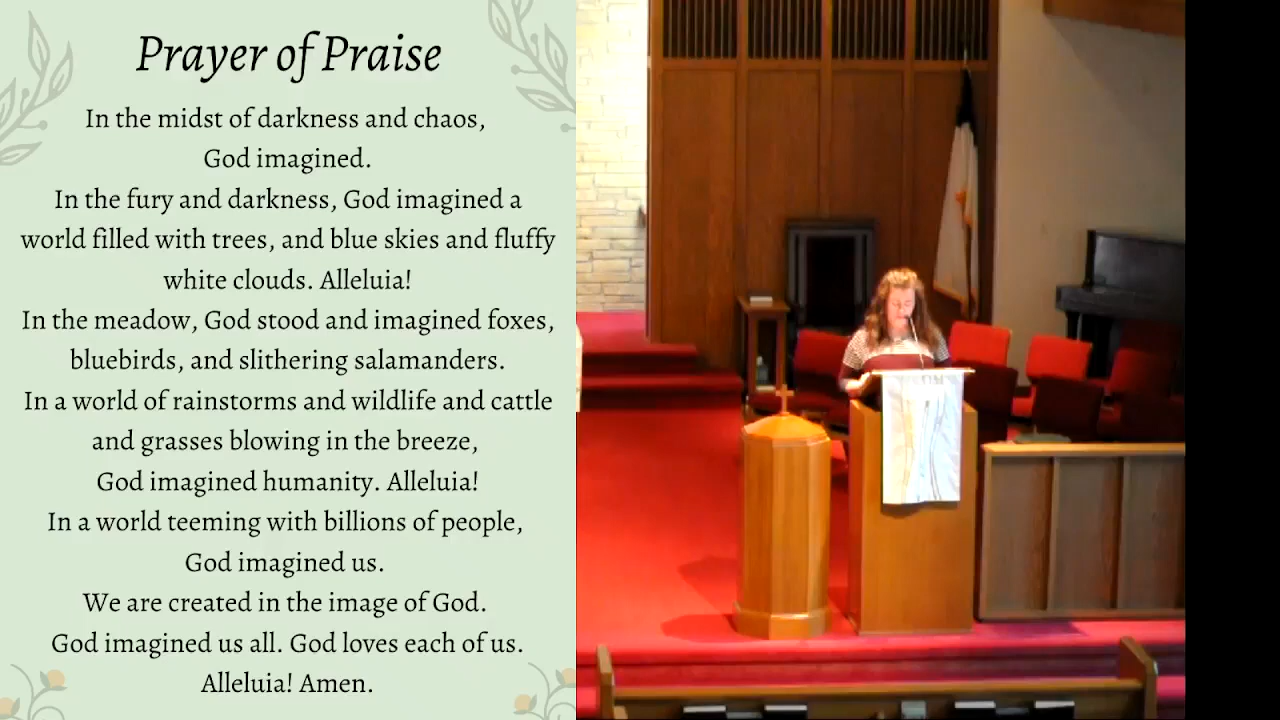 Prayer of Praise
In the midst of darkness and chaos,
God imagined.
In the fury and darkness, God imagined a
world filled with trees, and blue skies and fluffy
white clouds. Alleluia!
In the meadow, God stood and imagined foxes,
bluebirds, and slithering salamanders.
In a world of rainstorms and wildlife and cattle
and grasses blowing in the breeze,
God imagined humanity. Alleluia!
In a world teeming with billions of people,
God imagined us.
We are created in the image of God.
God imagined us all. God loves each of us.
Alleluia! Amen.